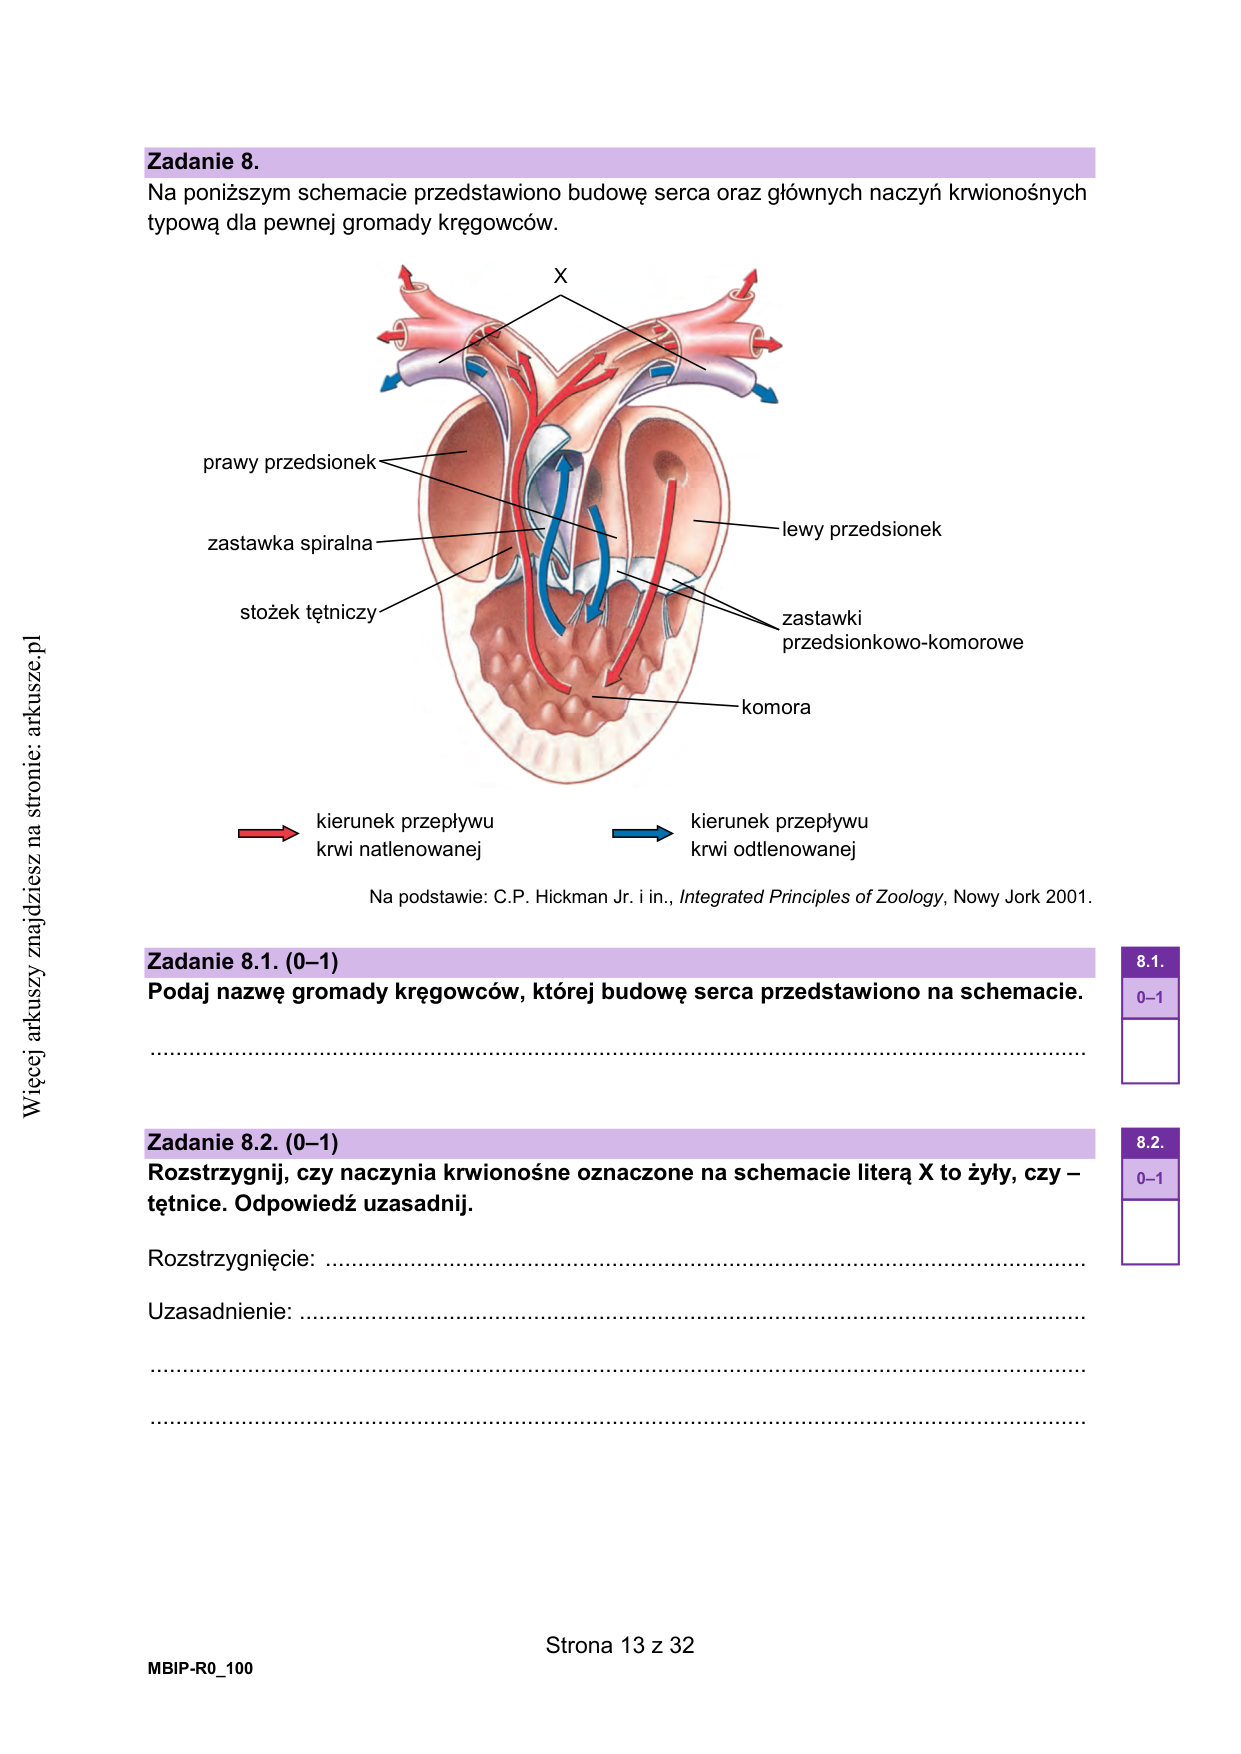 Zadanie 8.
Na poniższym schemacie przedstawiono budowę serca oraz głównych naczyń krwionośnych
typową dla pewnej gromady kręgowców.
X
prawy przedsionek
zastawka spiralna
stożek tętniczy
lewy przedsionek
zastawki
przedsionkowo-komorowe
komora
kierunek przepływu
krwi natlenowanej
kierunek przepływu
krwi odtlenowanej
Na podstawie: C.P. Hickman Jr. i in., Integrated Principles of Zoology, Nowy Jork 2001.
Zadanie 8.1. (0–1)
Podaj nazwę gromady kręgowców, której budowę serca przedstawiono na schemacie.
8.1.
0–1
Zadanie 8.2. (0–1)
Rozstrzygnij, czy naczynia krwionośne oznaczone na schemacie literą X to żyły, czy –
tętnice. Odpowiedź uzasadnij.
8.2.
0–1
Rozstrzygnięcie:
Uzasadnienie:
Strona 13 z 32
MBIP-R0_100
Więcej arkuszy znajdziesz na stronie: arkusze.pl